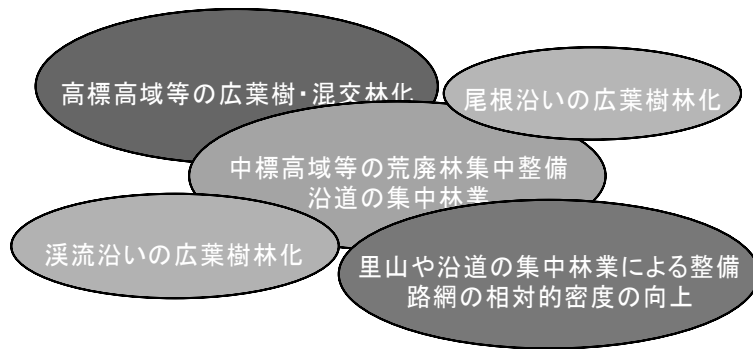 高標高域等の広葉樹・混交林化
尾根沿いの広葉樹林化
中標高域等の荒廃林集中整備
沿道の集中林業
渓流沿いの広葉樹林化
里山や沿道の集中林業による整備
路網の相対的密度の向上